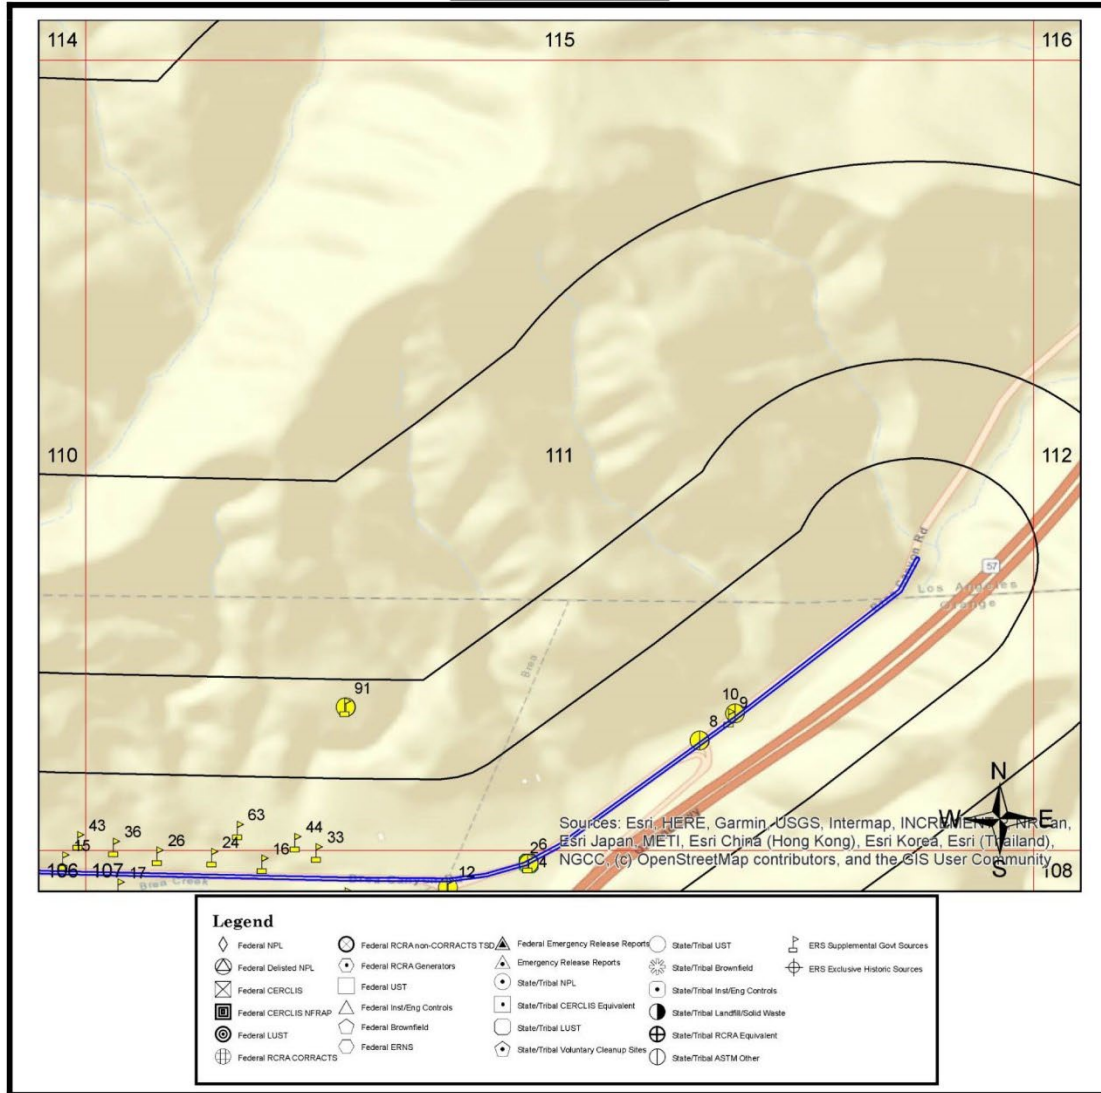 114 115 116
110 111 112
Brea Canyon Rd
57
Los Angeles
Orange
Brea
91
10 9
8
63
43 36 44 33
15 26 24 16 26
106 107 17 12 108
Brea Creek
N
W E
S
Sources: Esri, HERE, Garmin, USGS, Intermap,
Esri Japan, METI, Esri China (Hong Kong), Esri Korea, Esri (Thailand),
NGCC, (c) OpenStreetMap contributors, and the GIS User Community
Legend
Federal NPL
Federal Delisted NPL
Federal CERCLIS
Federal CERCLIS NFRAP
Federal LUST
Federal RCRA CORRACTS
Federal RCRA non-CORRACTS TSD
Federal RCRA Generators
Federal UST
Federal Inst/Eng Controls
Federal Brownfield
Federal ERNS
Federal Emergency Release Reports
Emergency Release Reports
State/Tribal NPL
State/Tribal CERCLIS Equivalent
State/Tribal LUST
State/Tribal Voluntary Cleanup Sites
State/Tribal UST
State/Tribal Brownfield
State/Tribal Inst/Eng Controls
State/Tribal Landfill/Solid Waste
State/Tribal RCRA Equivalent
State/Tribal ASTM Other
ERS Supplemental Govt Sources
ERS Exclusive Historic Sources